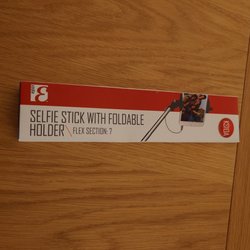 SELFIE STICK WITH FOLDABLE
HOLDER \ FLEX SECTION: 7